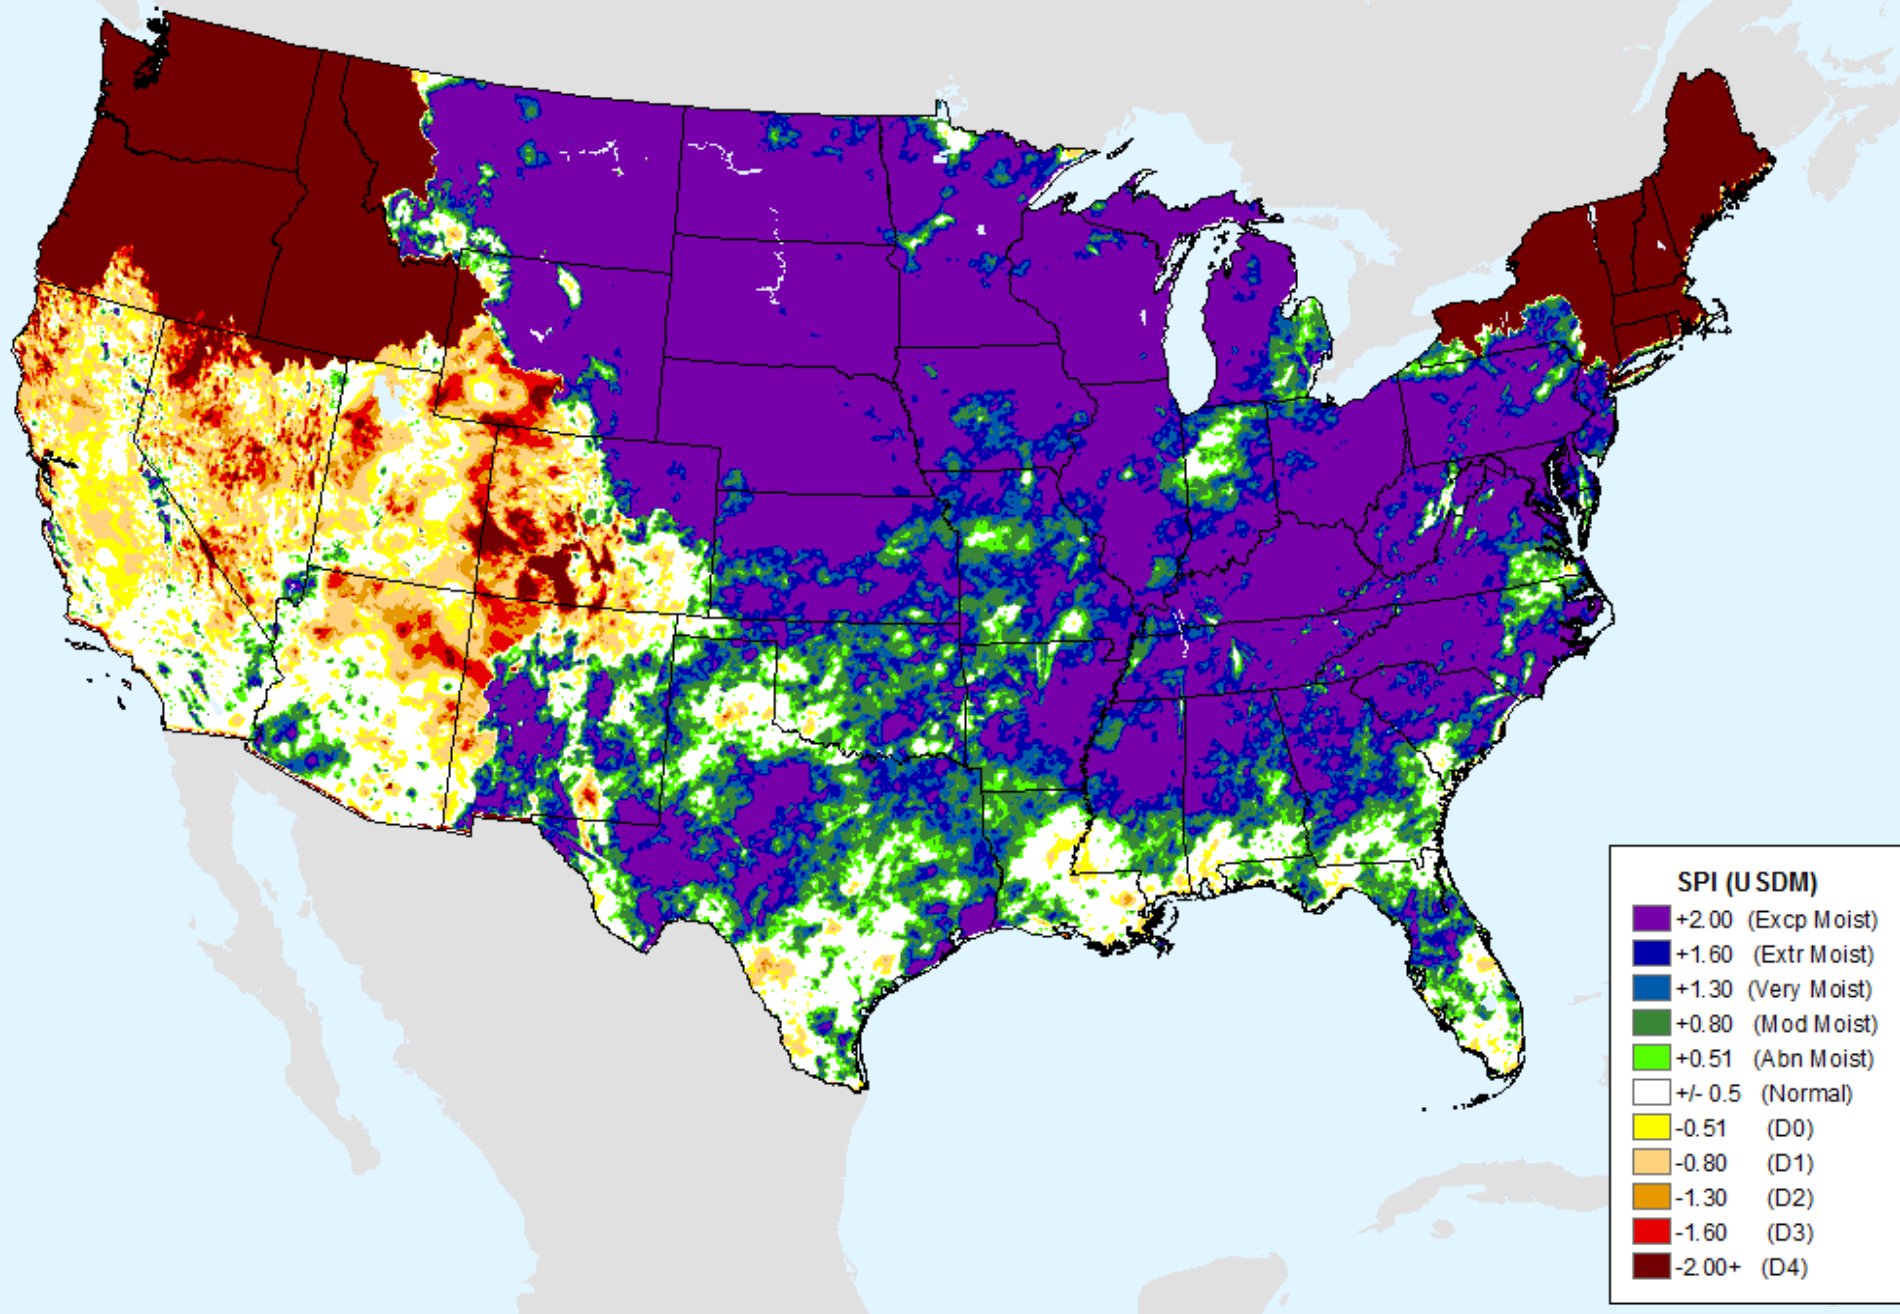 SPI (USDM)
+2.00 (Excp Moist)
+1.60 (Extr Moist)
+1.30 (Very Moist)
+0.80 (Mod Moist)
+0.51 (Abn Moist)
+/- 0.5 (Normal)
-0.51 (D0)
-0.80 (D1)
-1.30 (D2)
-1.60 (D3)
-2.00+ (D4)